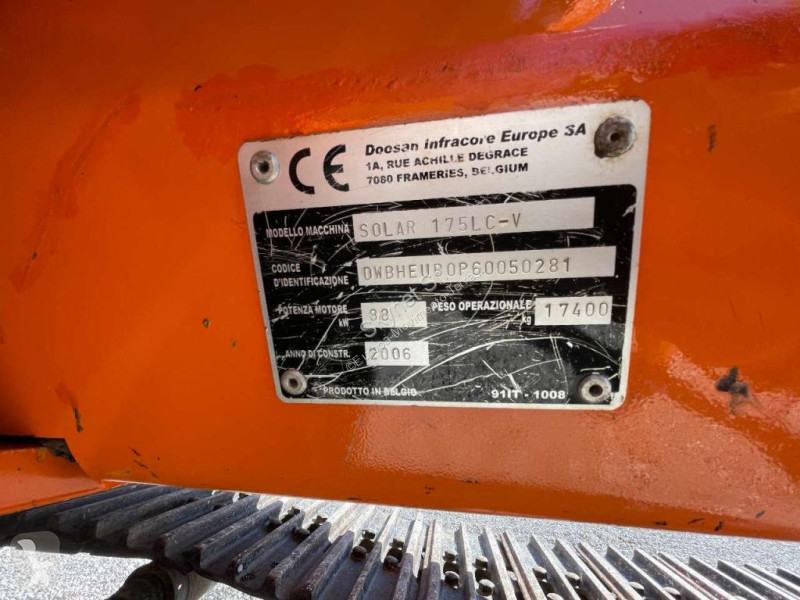 CE
Doosan Infracore Europe SA
1A, RUE ACHILLE DEGRACE
7080 FRAMERIES, BELGIUM
MODELLO MACCHINA SOLAR 175LC-V
CODICE D'IDENTIFICAZIONE DWBHEUB0P60050281
POTENZA MOTORE kW PESO OPERAZIONALE kg 17400
ANNO DI CONSTR. 2006
PRODOTTO IN BELGIO 91IT - 1008